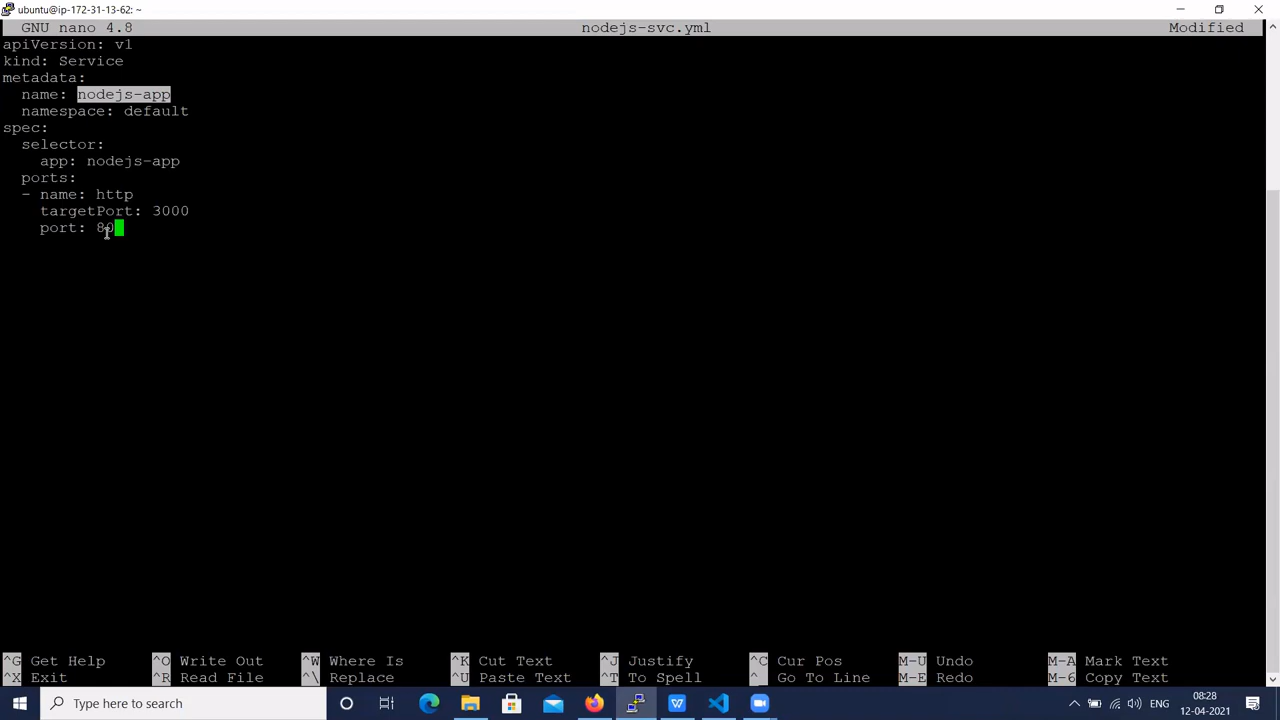 ubuntu@ip-172-31-13-62: ~
GNU nano 4.8 nodejs-svc.yml Modified
apiVersion: v1
kind: Service
metadata:
  name: nodejs-app
  namespace: default
spec:
  selector:
    app: nodejs-app
  ports:
  - name: http
    targetPort: 3000
    port: 80
^G Get Help ^O Write Out ^W Where Is ^K Cut Text ^J Justify ^C Cur Pos M-U Undo M-A Mark Text
^X Exit ^R Read File ^\ Replace ^U Paste Text ^T To Spell ^_ Go To Line M-E Redo M-6 Copy Text
Type here to search
ENG
08:28
12-04-2021